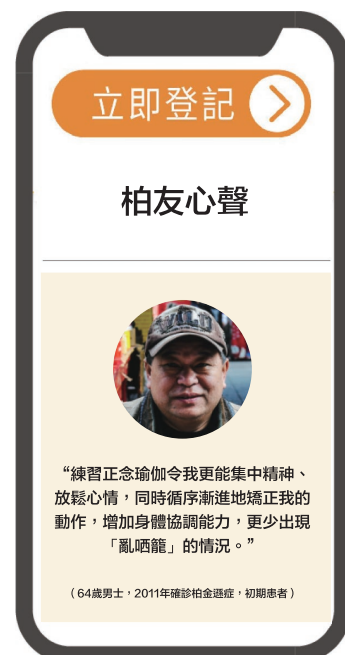 立即登記
柏友心聲
“練習正念瑜伽令我更能集中精神、
放鬆心情，同時循序漸進地矯正我的
動作，增加身體協調能力，更少出現
「亂哂籠」的情況。”
（64歲男士，2011年確診柏金遜症，初期患者）